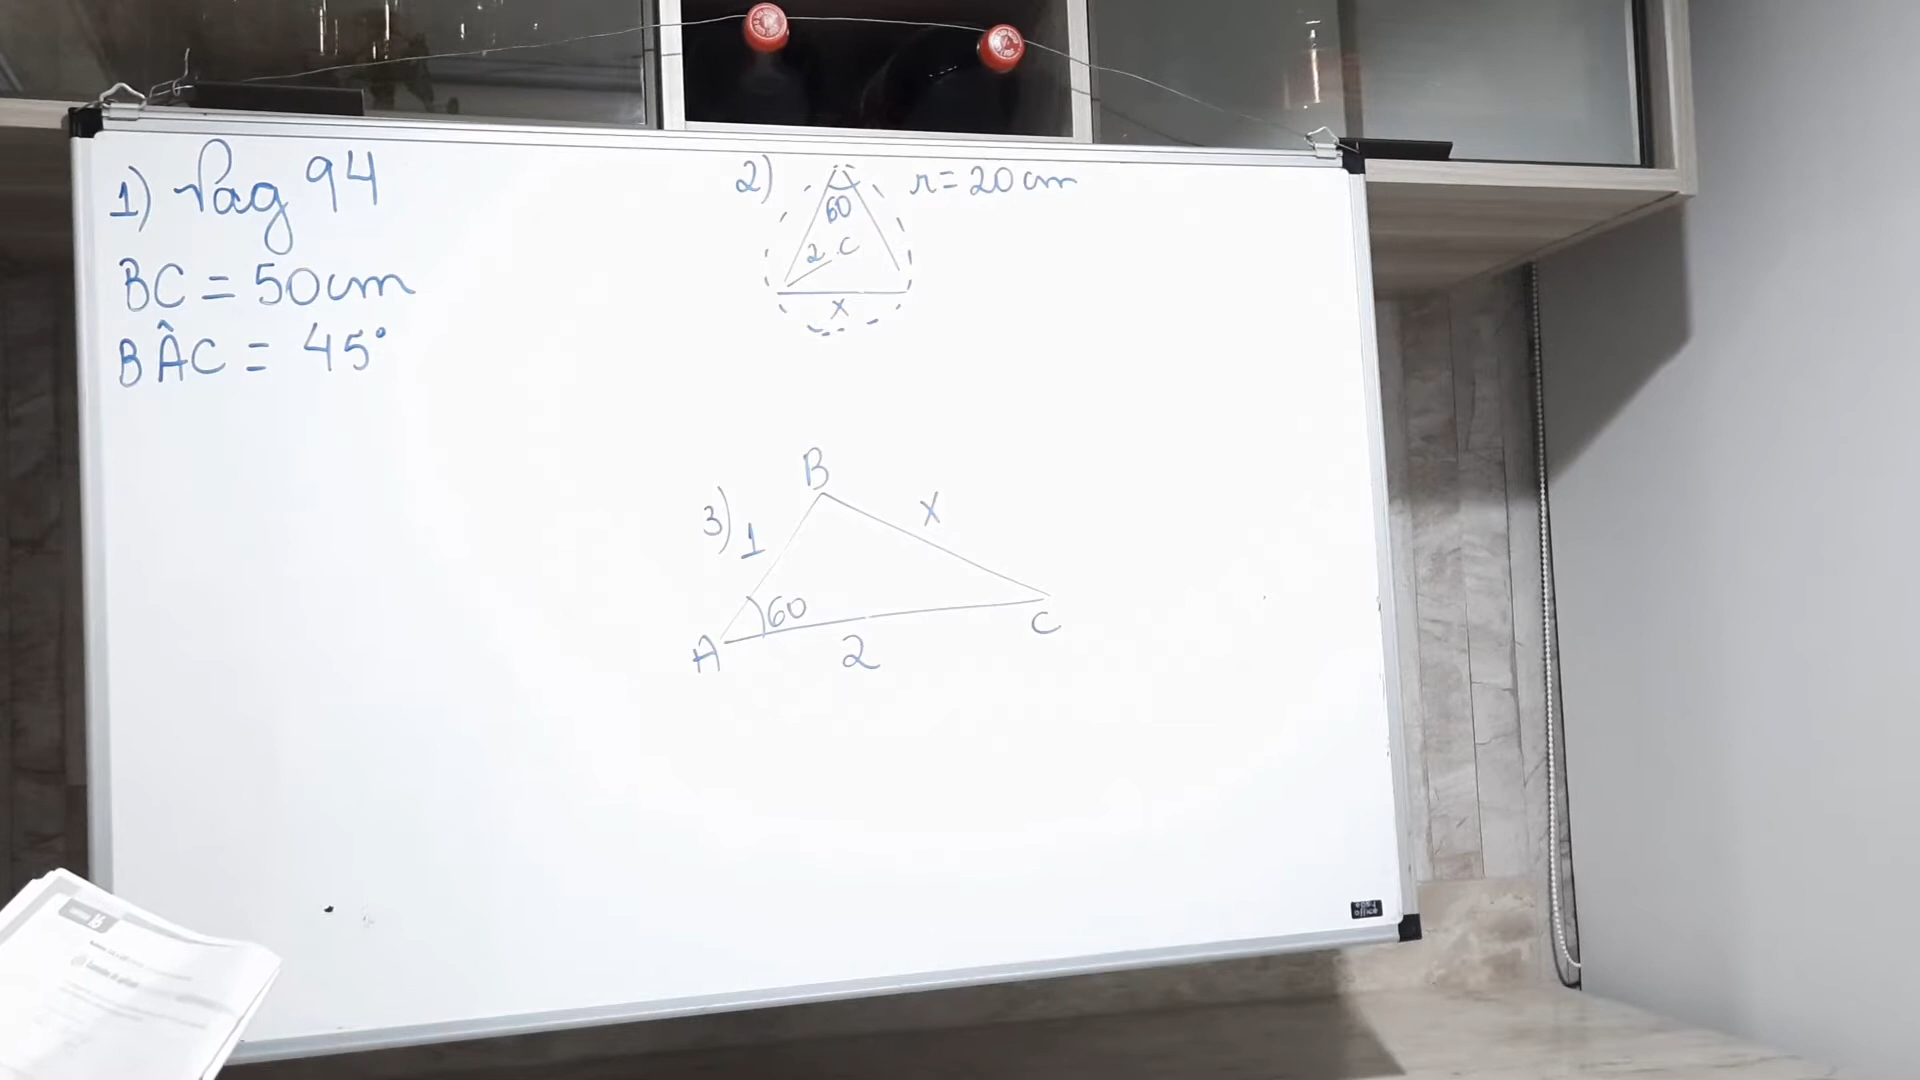 1) Pag 94
BC = 50cm
BÂC = 45°
2)
r = 20 cm
60
2
C
x
3)
B
1
x
60
A
2
C